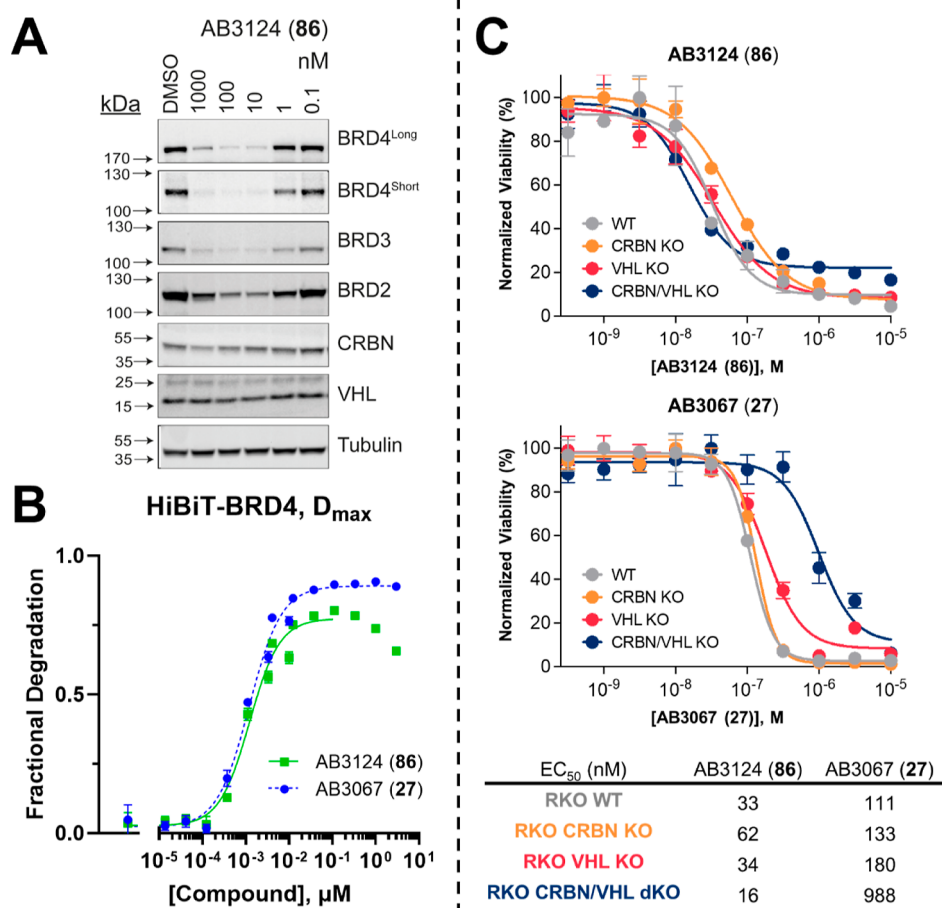 A
AB3124 (86)
nM
kDa
DMSO
1000
100
10
1
0.1
170
BRD4Long
130
100
BRD4Short
130
100
BRD3
130
100
BRD2
55
35
CRBN
25
15
VHL
55
35
Tubulin
B
HiBiT-BRD4, Dmax
Fractional Degradation
1.0
0.5
0.0
AB3124 (86)
AB3067 (27)
10-5 10-4 10-3 10-2 10-1 100 101
[Compound], µM
C
AB3124 (86)
Normalized Viability (%)
100
80
60
40
20
0
WT
CRBN KO
VHL KO
CRBN/VHL KO
10-9 10-8 10-7 10-6 10-5
[AB3124 (86)], M
AB3067 (27)
Normalized Viability (%)
100
80
60
40
20
0
WT
CRBN KO
VHL KO
CRBN/VHL KO
10-9 10-8 10-7 10-6 10-5
[AB3067 (27)], M
EC50 (nM) AB3124 (86) AB3067 (27)
RKO WT 33 111
RKO CRBN KO 62 133
RKO VHL KO 34 180
RKO CRBN/VHL dKO 16 988